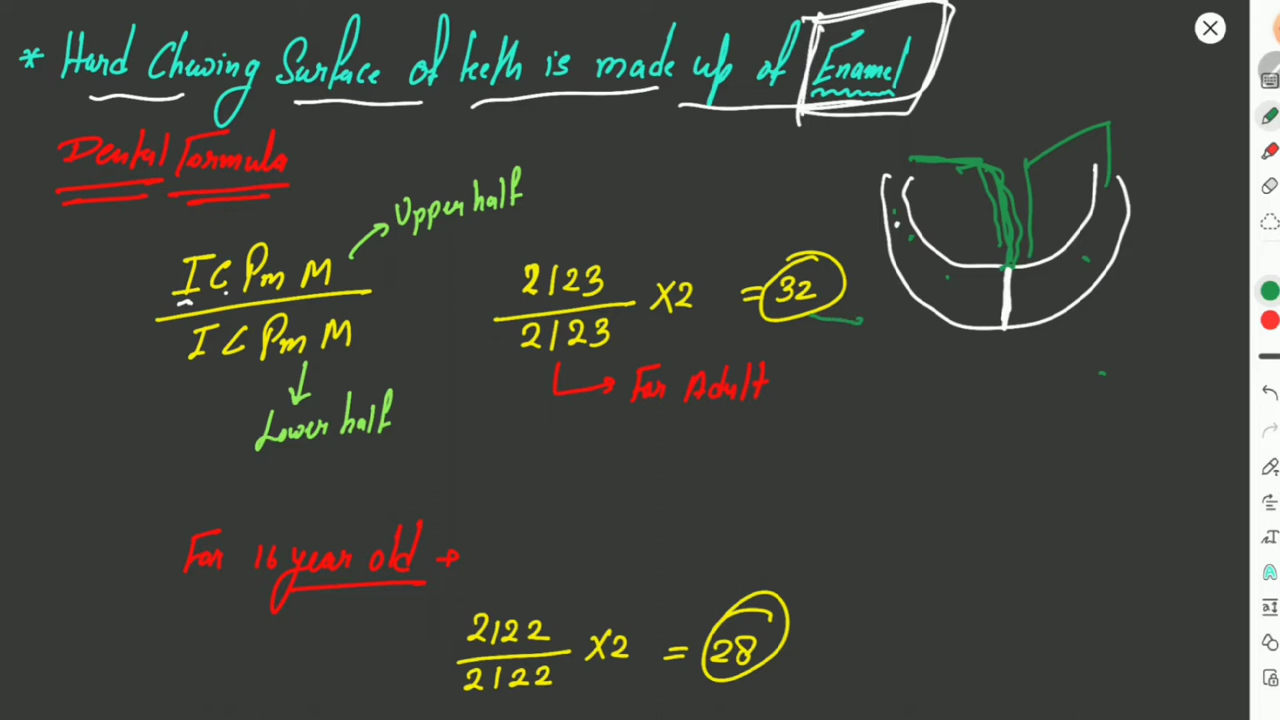 * Hard Chewing Surface of teeth is made up of Enamel
Dental Formula
Upper half
I C Pm M
I C Pm M
Lower half
2123
2123
X2 = 32
For Adult
For 16 year old →
2122
2122
X2 = 28